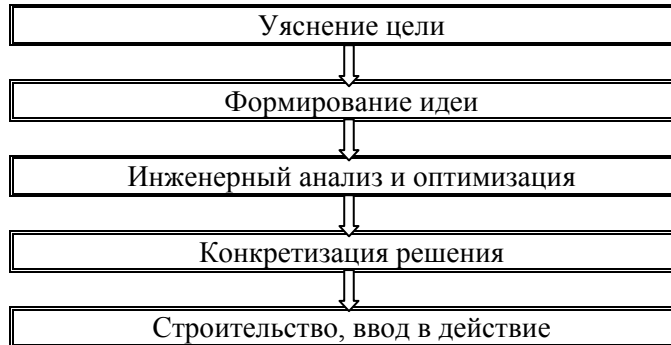 Уяснение цели
Формирование идеи
Инженерный анализ и оптимизация
Конкретизация решения
Строительство, ввод в действие